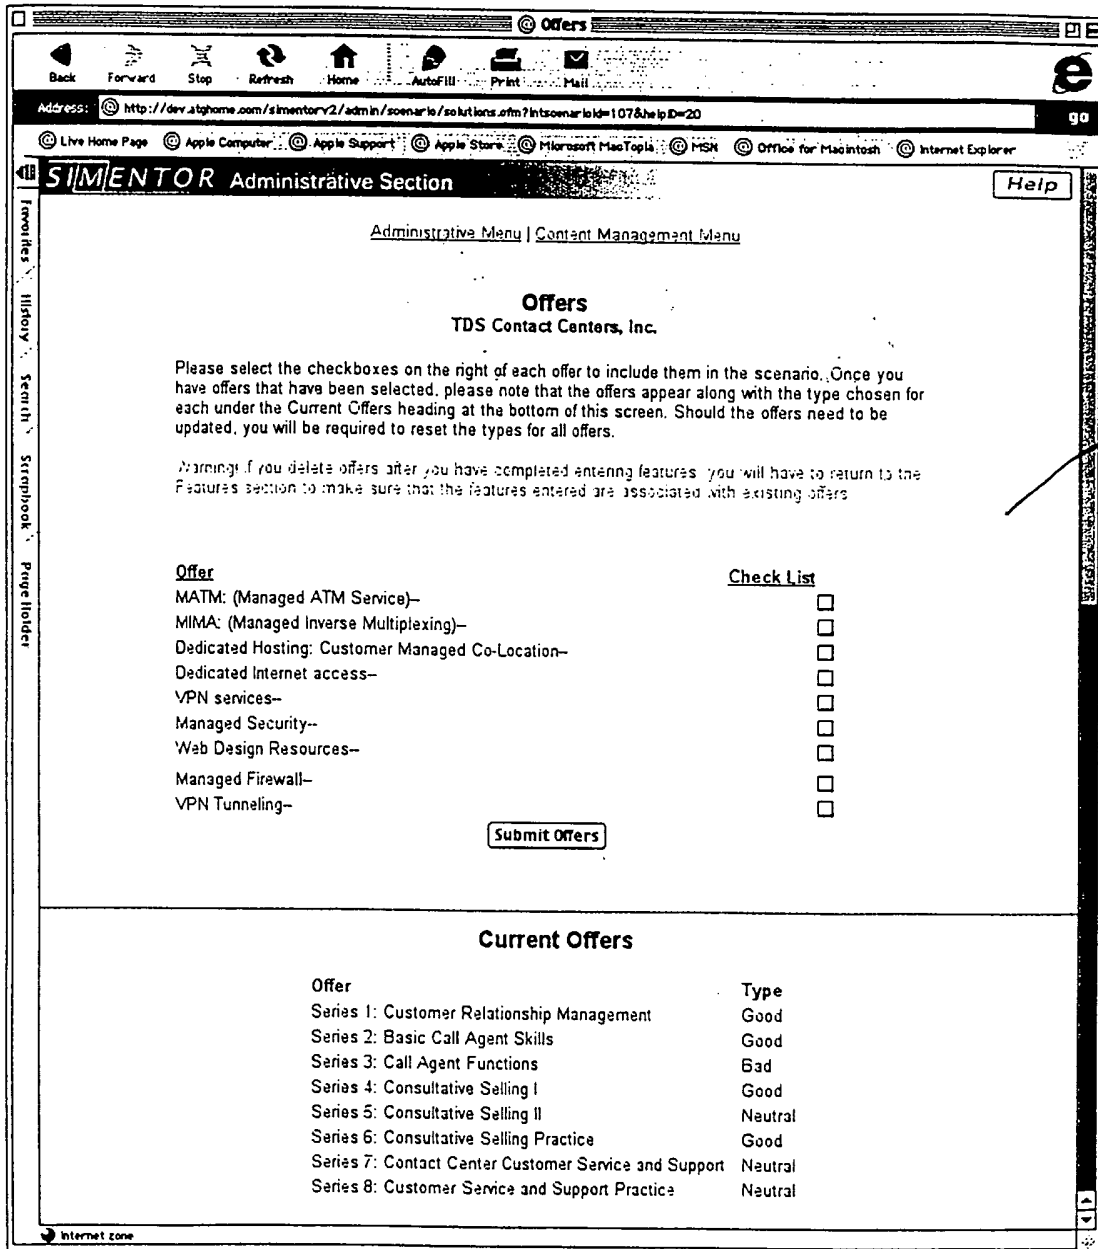 @ Offers
Back Forward Stop Refresh Home AutoFill Print Mail
Address: @ http://dev.atghome.com/simentorv2/admin/scenario/solutions.cfm?intscenarioId=107&helpID=20 go
@ Live Home Page @ Apple Computer @ Apple Support @ Apple Store @ Microsoft MacTopia @ MSN @ Office for Macintosh @ Internet Explorer
SIMENTOR Administrative Section Help
Favorites
History
Search
Scrapbook
Page Holder
Administrative Menu | Content Management Menu
Offers
TDS Contact Centers, Inc.
Please select the checkboxes on the right of each offer to include them in the scenario. Once you
have offers that have been selected, please note that the offers appear along with the type chosen for
each under the Current Offers heading at the bottom of this screen. Should the offers need to be
updated, you will be required to reset the types for all offers.
Warning! if you delete offers after you have completed entering features you will have to return to the
Features section to make sure that the features entered are associated with existing offers
Offer Check List
MATM: (Managed ATM Service)--
MIMA: (Managed Inverse Multiplexing)--
Dedicated Hosting: Customer Managed Co-Location--
Dedicated Internet access--
VPN services--
Managed Security--
Web Design Resources--
Managed Firewall--
VPN Tunneling--
Submit Offers
Current Offers
Offer Type
Series 1: Customer Relationship Management Good
Series 2: Basic Call Agent Skills Good
Series 3: Call Agent Functions Bad
Series 4: Consultative Selling I Good
Series 5: Consultative Selling II Neutral
Series 6: Consultative Selling Practice Good
Series 7: Contact Center Customer Service and Support Neutral
Series 8: Customer Service and Support Practice Neutral
Internet zone